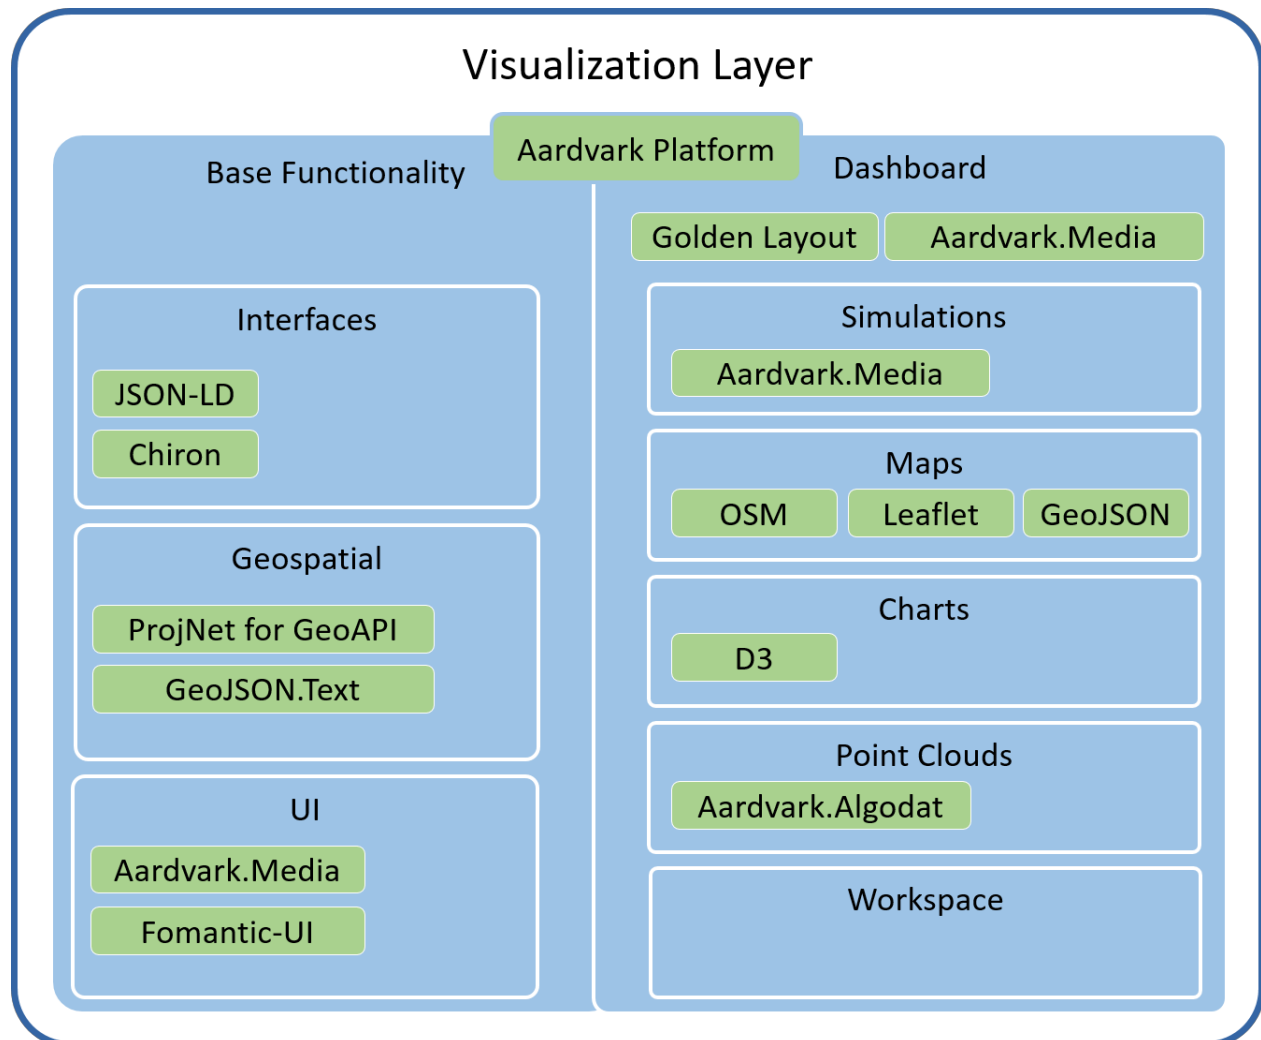 Visualization Layer
Aardvark Platform
Base Functionality
Interfaces
JSON-LD
Chiron
Geospatial
ProjNet for GeoAPI
GeoJSON.Text
UI
Aardvark.Media
Fomantic-UI
Dashboard
Golden Layout Aardvark.Media
Simulations
Aardvark.Media
Maps
OSM Leaflet GeoJSON
Charts
D3
Point Clouds
Aardvark.Algodat
Workspace